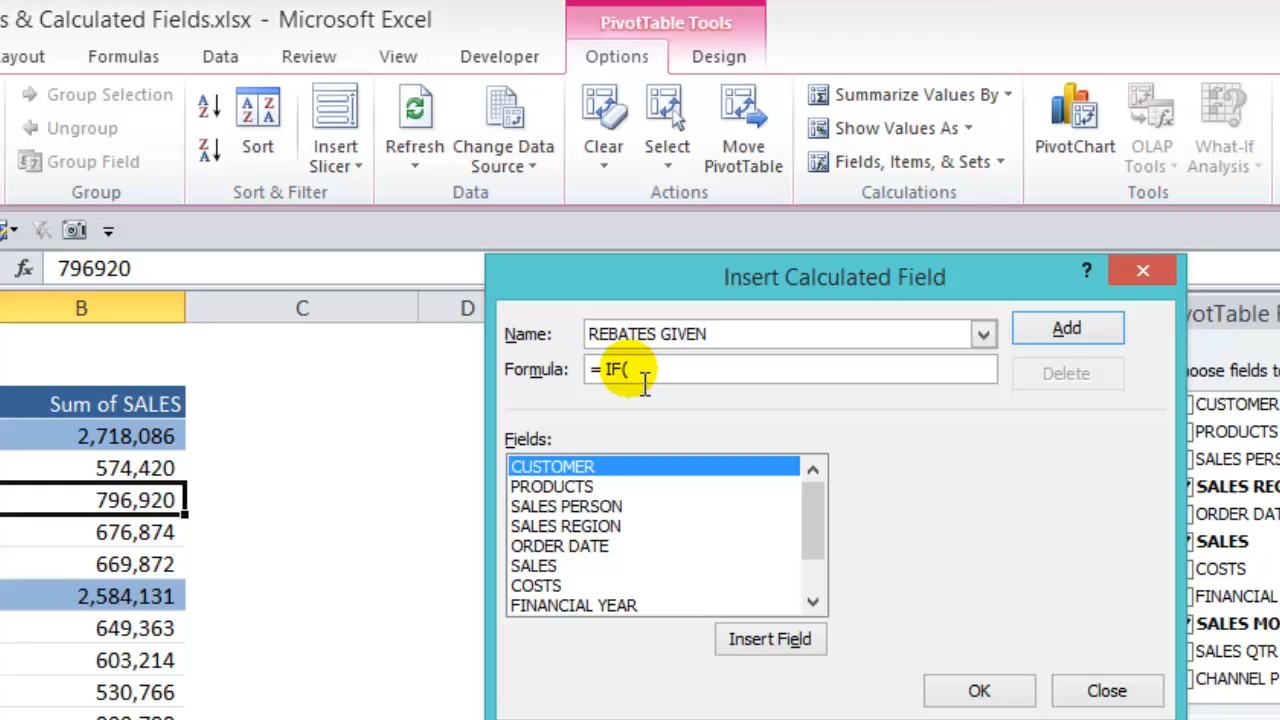 s & Calculated Fields.xlsx - Microsoft Excel
PivotTable Tools
ayout Formulas Data Review View Developer Options Design
Group Selection
Ungroup
Group Field
Group
A Z
Z A
A Z Z A
Sort
Insert Slicer
Sort & Filter
Refresh
Change Data Source
Data
Clear
Select
Move PivotTable
Actions
Summarize Values By
Show Values As
Fields, Items, & Sets
Calculations
PivotChart
OLAP Tools
What-If Analysis
Tools
fx 796920
B C D
Sum of SALES
2,718,086
574,420
796,920
676,874
669,872
2,584,131
649,363
603,214
530,766
Insert Calculated Field
?
Name: REBATES GIVEN
Add
Formula: = IF(
Delete
Fields:
CUSTOMER
PRODUCTS
SALES PERSON
SALES REGION
ORDER DATE
SALES
COSTS
FINANCIAL YEAR
Insert Field
OK
Close
votTable F
oose fields to
CUSTOMER
PRODUCTS
SALES PERS
SALES REG
ORDER DAT
SALES
COSTS
FINANCIAL
SALES MO
SALES QTR
CHANNEL P